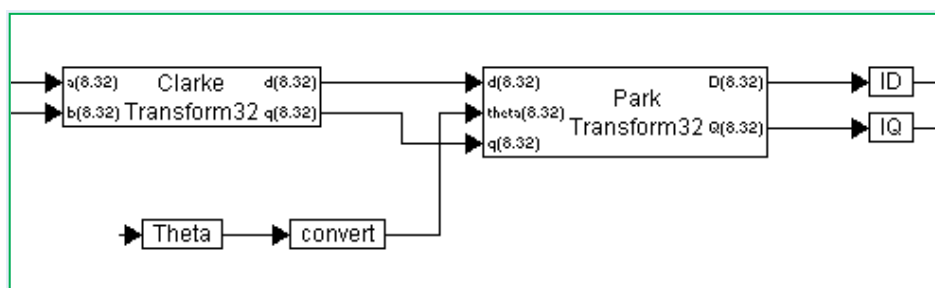 a(8.32) Clarke d(8.32)
b(8.32) Transform32 q(8.32)
d(8.32) D(8.32)
theta(8.32) Park
Transform32 Q(8.32)
q(8.32)
ID
IQ
Theta
convert